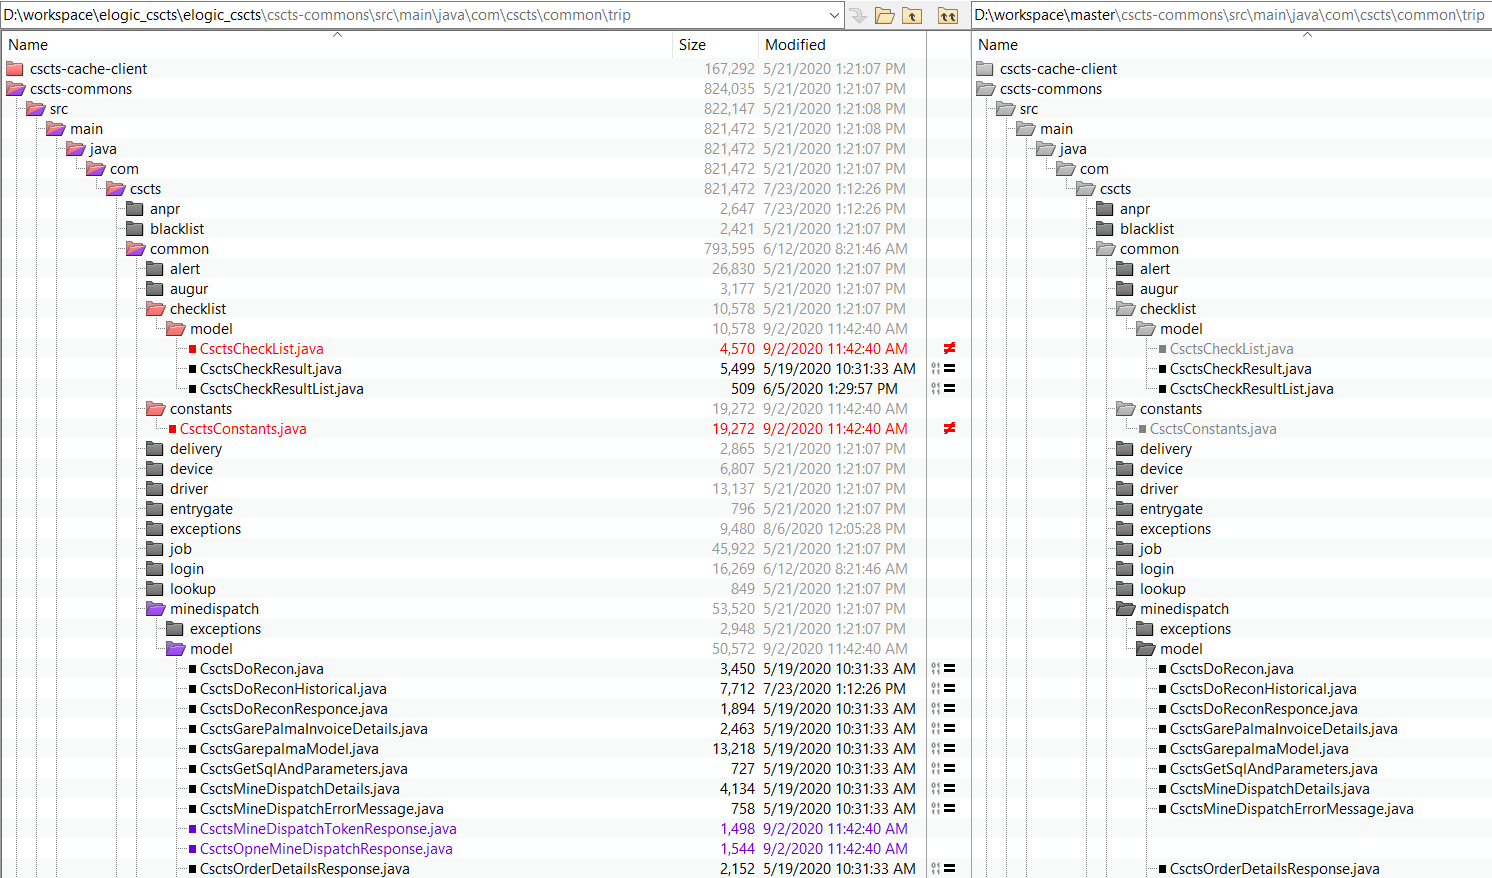 D:\workspace\elogic_cscts\elogic_cscts\cscts-commons\src\main\java\com\cscts\common\trip D:\workspace\master\cscts-commons\src\main\java\com\cscts\common\trip
Name Size Modified Name
cscts-cache-client 167,292 5/21/2020 1:21:07 PM cscts-cache-client
cscts-commons 824,035 5/21/2020 1:21:07 PM cscts-commons
src 822,147 5/21/2020 1:21:08 PM src
main 821,472 5/21/2020 1:21:08 PM main
java 821,472 5/21/2020 1:21:07 PM java
com 821,472 5/21/2020 1:21:07 PM com
cscts 821,472 7/23/2020 1:12:26 PM cscts
anpr 2,647 7/23/2020 1:12:26 PM anpr
blacklist 2,421 5/21/2020 1:21:07 PM blacklist
common 793,595 6/12/2020 8:21:46 AM common
alert 26,830 5/21/2020 1:21:07 PM alert
augur 3,177 5/21/2020 1:21:07 PM augur
checklist 10,578 5/21/2020 1:21:07 PM checklist
model 10,578 9/2/2020 11:42:40 AM model
CsctsCheckList.java 4,570 9/2/2020 11:42:40 AM ≠ CsctsCheckList.java
CsctsCheckResult.java 5,499 5/19/2020 10:31:33 AM = CsctsCheckResult.java
CsctsCheckResultList.java 509 6/5/2020 1:29:57 PM = CsctsCheckResultList.java
constants 19,272 9/2/2020 11:42:40 AM constants
CsctsConstants.java 19,272 9/2/2020 11:42:40 AM ≠ CsctsConstants.java
delivery 2,865 5/21/2020 1:21:07 PM delivery
device 6,807 5/21/2020 1:21:07 PM device
driver 13,137 5/21/2020 1:21:07 PM driver
entrygate 796 5/21/2020 1:21:07 PM entrygate
exceptions 9,480 8/6/2020 12:05:28 PM exceptions
job 45,922 5/21/2020 1:21:07 PM job
login 16,269 6/12/2020 8:21:46 AM login
lookup 849 5/21/2020 1:21:07 PM lookup
minedispatch 53,520 5/21/2020 1:21:07 PM minedispatch
exceptions 2,948 5/21/2020 1:21:07 PM exceptions
model 50,572 9/2/2020 11:42:40 AM model
CsctsDoRecon.java 3,450 5/19/2020 10:31:33 AM = CsctsDoRecon.java
CsctsDoReconHistorical.java 7,712 7/23/2020 1:12:26 PM = CsctsDoReconHistorical.java
CsctsDoReconResponce.java 1,894 5/19/2020 10:31:33 AM = CsctsDoReconResponce.java
CsctsGarePalmaInvoiceDetails.java 2,463 5/19/2020 10:31:33 AM = CsctsGarePalmaInvoiceDetails.java
CsctsGarepalmaModel.java 13,218 5/19/2020 10:31:33 AM = CsctsGarepalmaModel.java
CsctsGetSqlAndParameters.java 727 5/19/2020 10:31:33 AM = CsctsGetSqlAndParameters.java
CsctsMineDispatchDetails.java 4,134 5/19/2020 10:31:33 AM = CsctsMineDispatchDetails.java
CsctsMineDispatchErrorMessage.java 758 5/19/2020 10:31:33 AM = CsctsMineDispatchErrorMessage.java
CsctsMineDispatchTokenResponse.java 1,498 9/2/2020 11:42:40 AM
CsctsOpneMineDispatchResponse.java 1,544 9/2/2020 11:42:40 AM
CsctsOrderDetailsResponse.java 2,152 5/19/2020 10:31:33 AM = CsctsOrderDetailsResponse.java